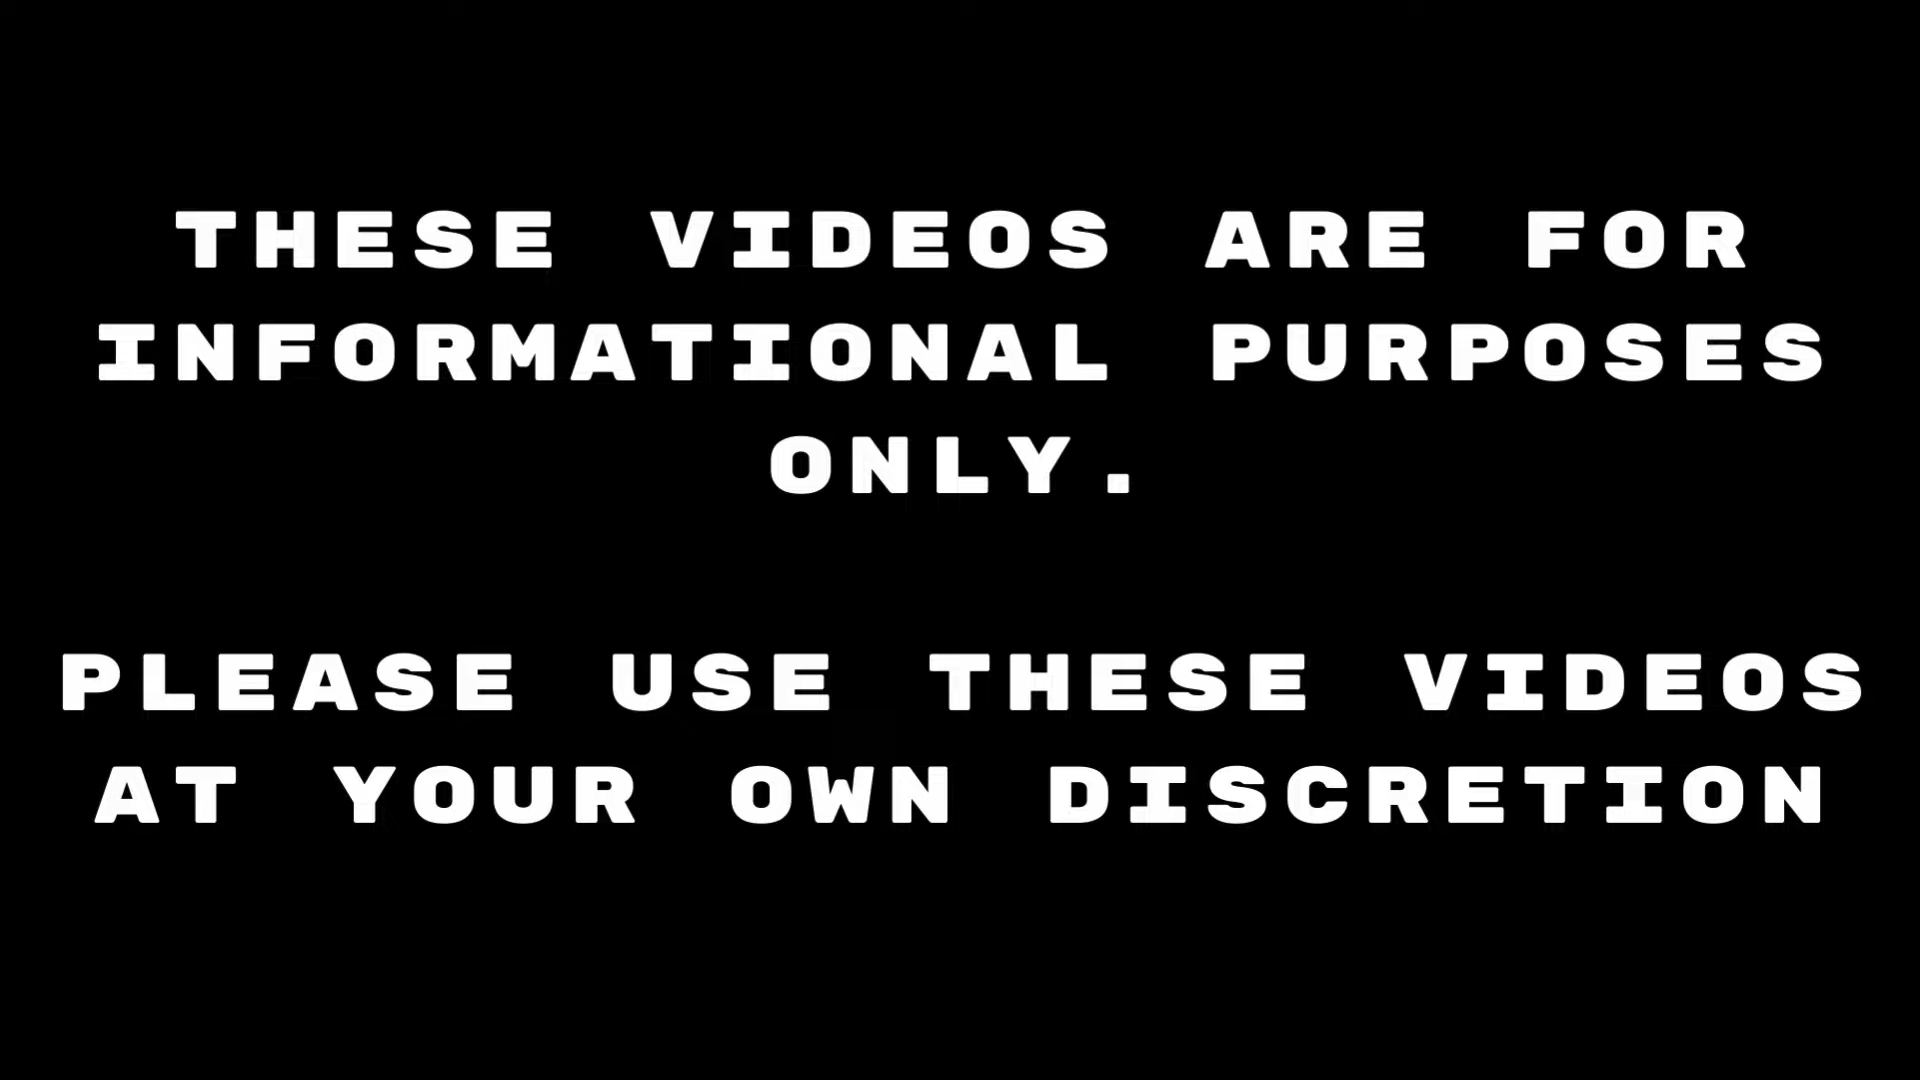 THESE VIDEOS ARE FOR
INFORMATIONAL PURPOSES
ONLY.
PLEASE USE THESE VIDEOS
AT YOUR OWN DISCRETION